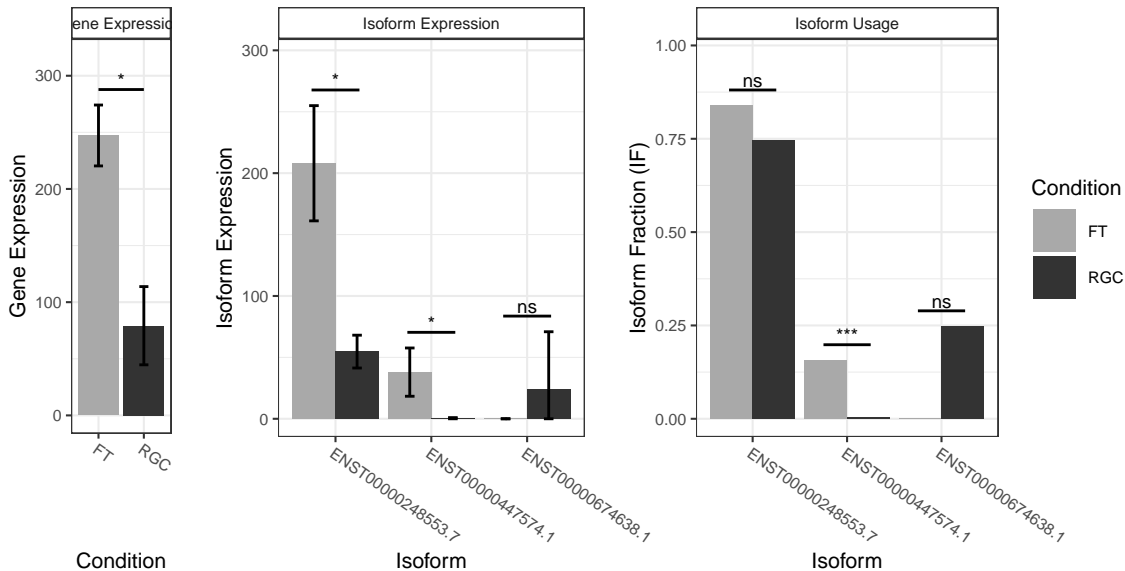 ene Expressio
Gene Expression
300
200
100
0
*
FT
RGC
Condition
Isoform Expression
Isoform Expression
300
200
100
0
*
*
ns
ENST00000248553.7
ENST00000447574.1
ENST00000674638.1
Isoform
Isoform Usage
Isoform Fraction (IF)
1.00
0.75
0.50
0.25
0.00
ns
***
ns
ENST00000248553.7
ENST00000447574.1
ENST00000674638.1
Isoform
Condition
FT
RGC